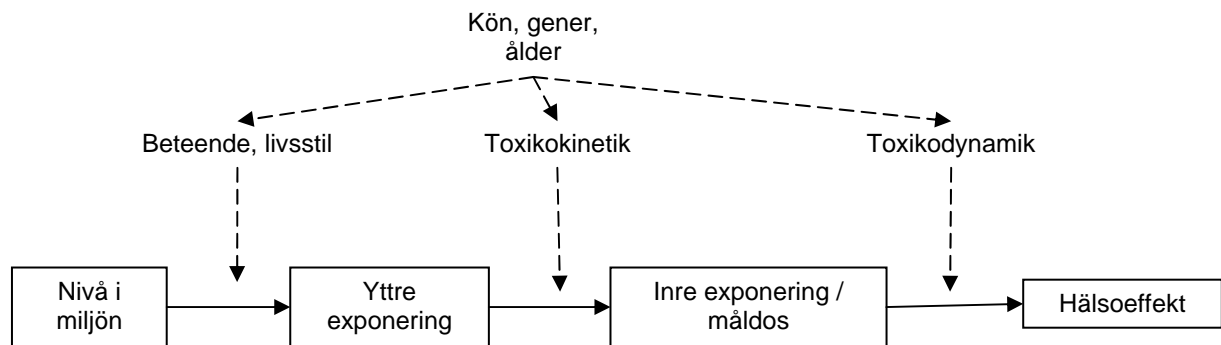 Kön, gener,
ålder
Beteende, livsstil
Toxikokinetik
Toxikodynamik
Nivå i
miljön
Yttre
exponering
Inre exponering /
måldos
Hälsoeffekt